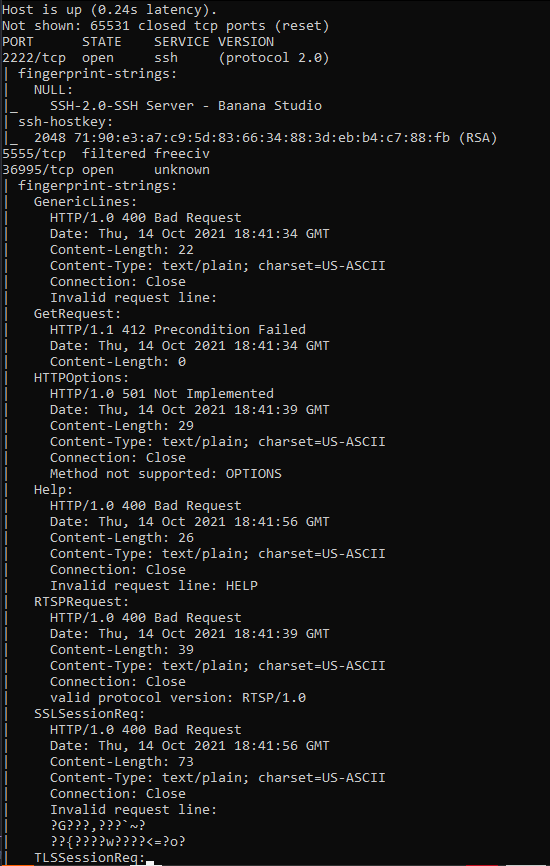 Host is up (0.24s latency).
Not shown: 65531 closed tcp ports (reset)
PORT      STATE    SERVICE VERSION
2222/tcp  open     ssh     (protocol 2.0)
| fingerprint-strings:
|   NULL:
|_    SSH-2.0-SSH Server - Banana Studio
| ssh-hostkey:
|_  2048 71:90:e3:a7:c9:5d:83:66:34:88:3d:eb:b4:c7:88:fb (RSA)
5555/tcp  filtered freeciv
36995/tcp open     unknown
| fingerprint-strings:
|   GenericLines:
|     HTTP/1.0 400 Bad Request
|     Date: Thu, 14 Oct 2021 18:41:34 GMT
|     Content-Length: 22
|     Content-Type: text/plain; charset=US-ASCII
|     Connection: Close
|     Invalid request line:
|   GetRequest:
|     HTTP/1.1 412 Precondition Failed
|     Date: Thu, 14 Oct 2021 18:41:34 GMT
|     Content-Length: 0
|   HTTPOptions:
|     HTTP/1.0 501 Not Implemented
|     Date: Thu, 14 Oct 2021 18:41:39 GMT
|     Content-Length: 29
|     Content-Type: text/plain; charset=US-ASCII
|     Connection: Close
|     Method not supported: OPTIONS
|   Help:
|     HTTP/1.0 400 Bad Request
|     Date: Thu, 14 Oct 2021 18:41:56 GMT
|     Content-Length: 26
|     Content-Type: text/plain; charset=US-ASCII
|     Connection: Close
|     Invalid request line: HELP
|   RTSPRequest:
|     HTTP/1.0 400 Bad Request
|     Date: Thu, 14 Oct 2021 18:41:39 GMT
|     Content-Length: 39
|     Content-Type: text/plain; charset=US-ASCII
|     Connection: Close
|     valid protocol version: RTSP/1.0
|   SSLSessionReq:
|     HTTP/1.0 400 Bad Request
|     Date: Thu, 14 Oct 2021 18:41:56 GMT
|     Content-Length: 73
|     Content-Type: text/plain; charset=US-ASCII
|     Connection: Close
|     Invalid request line:
|     ?G???,???`~?
|     ??{????w????<=?o?
|   TLSSessionReq: